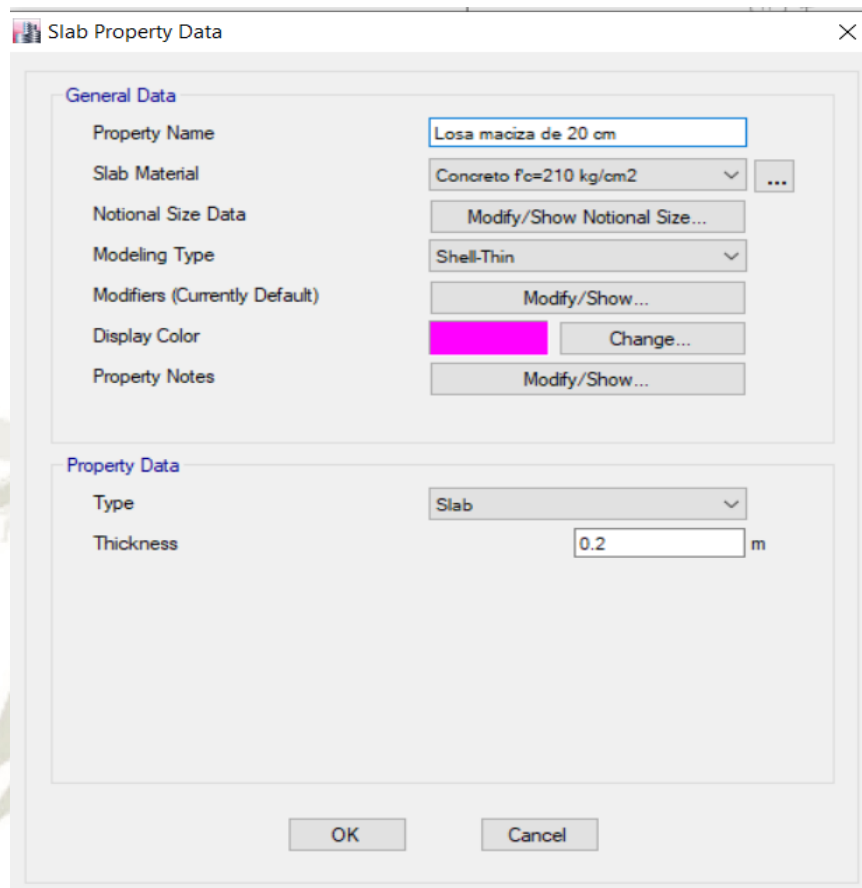 Slab Property Data
General Data
Property Name Losa maciza de 20 cm
Slab Material Concreto f'c=210 kg/cm2 ...
Notional Size Data Modify/Show Notional Size...
Modeling Type Shell-Thin
Modifiers (Currently Default) Modify/Show...
Display Color Change...
Property Notes Modify/Show...
Property Data
Type Slab
Thickness 0.2 m
OK Cancel